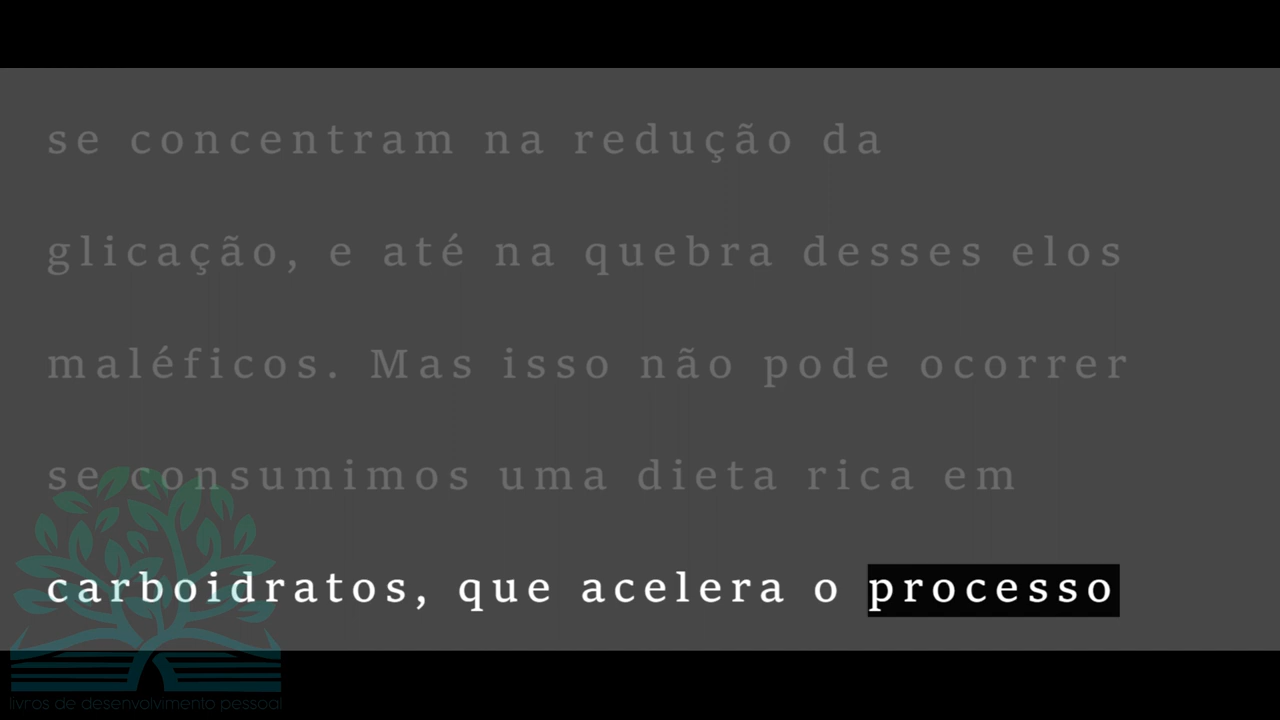 se concentram na redução da
glicação, e até na quebra desses elos
maléficos. Mas isso não pode ocorrer
se consumimos uma dieta rica em
carboidratos, que acelera o processo
livros de desenvolvimento pessoal